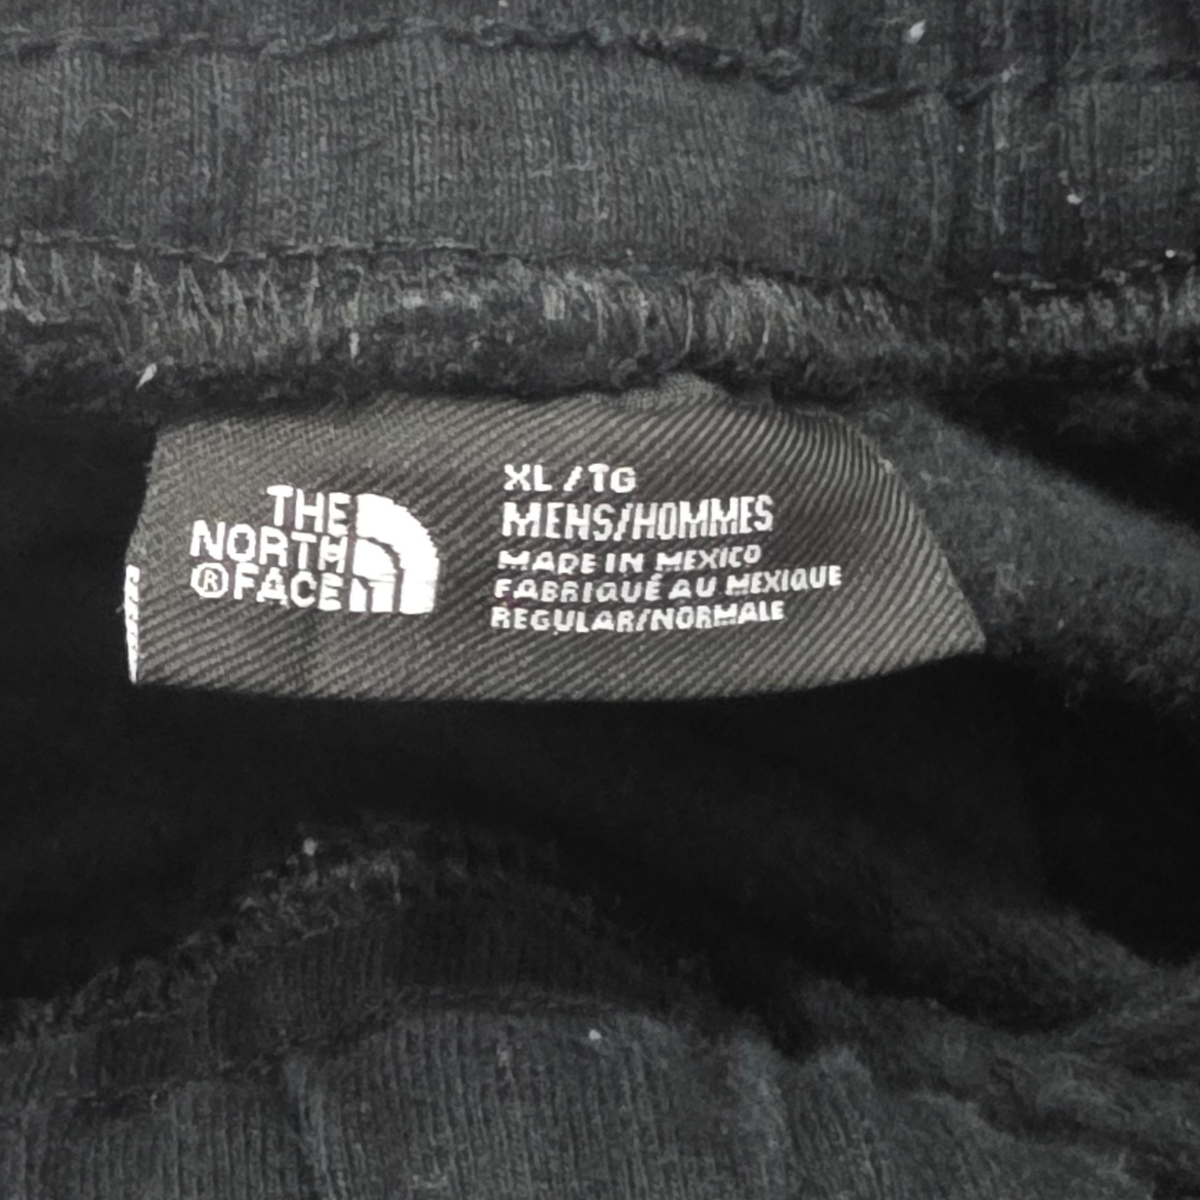 THE
NORTH
®FACE
XL / TG
MENS/HOMMES
MADE IN MEXICO
FABRIQUÉ AU MEXIQUE
REGULAR/NORMALE